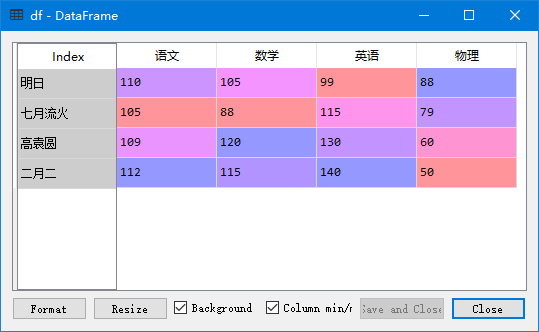 df - DataFrame
Index 语文 数学 英语 物理
明日 110 105 99 88
七月流火 105 88 115 79
高袁圆 109 120 130 60
二月二 112 115 140 50
Format Resize Background Column min/ Save and Close Close